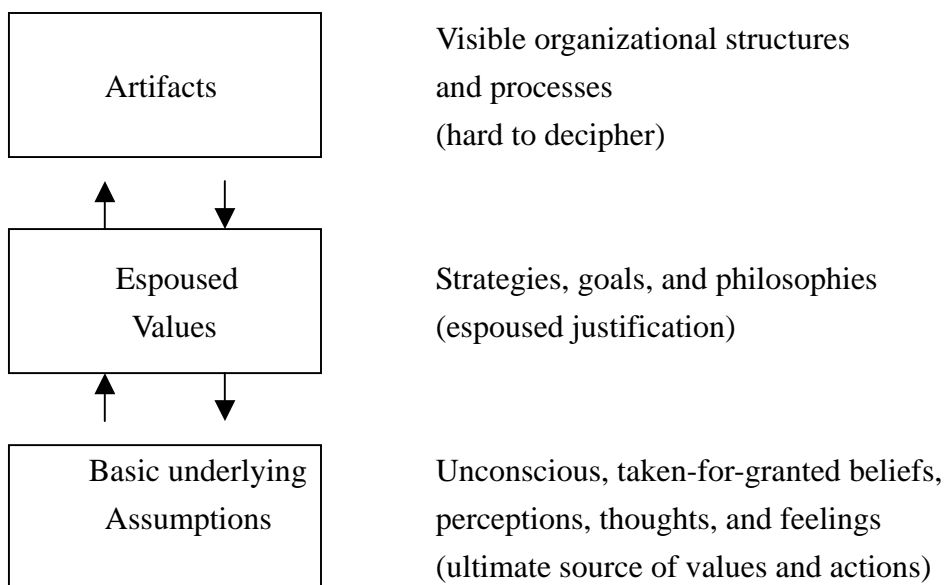 Artifacts
Visible organizational structures
and processes
(hard to decipher)
Espoused
Values
Strategies, goals, and philosophies
(espoused justification)
Basic underlying
Assumptions
Unconscious, taken-for-granted beliefs,
perceptions, thoughts, and feelings
(ultimate source of values and actions)